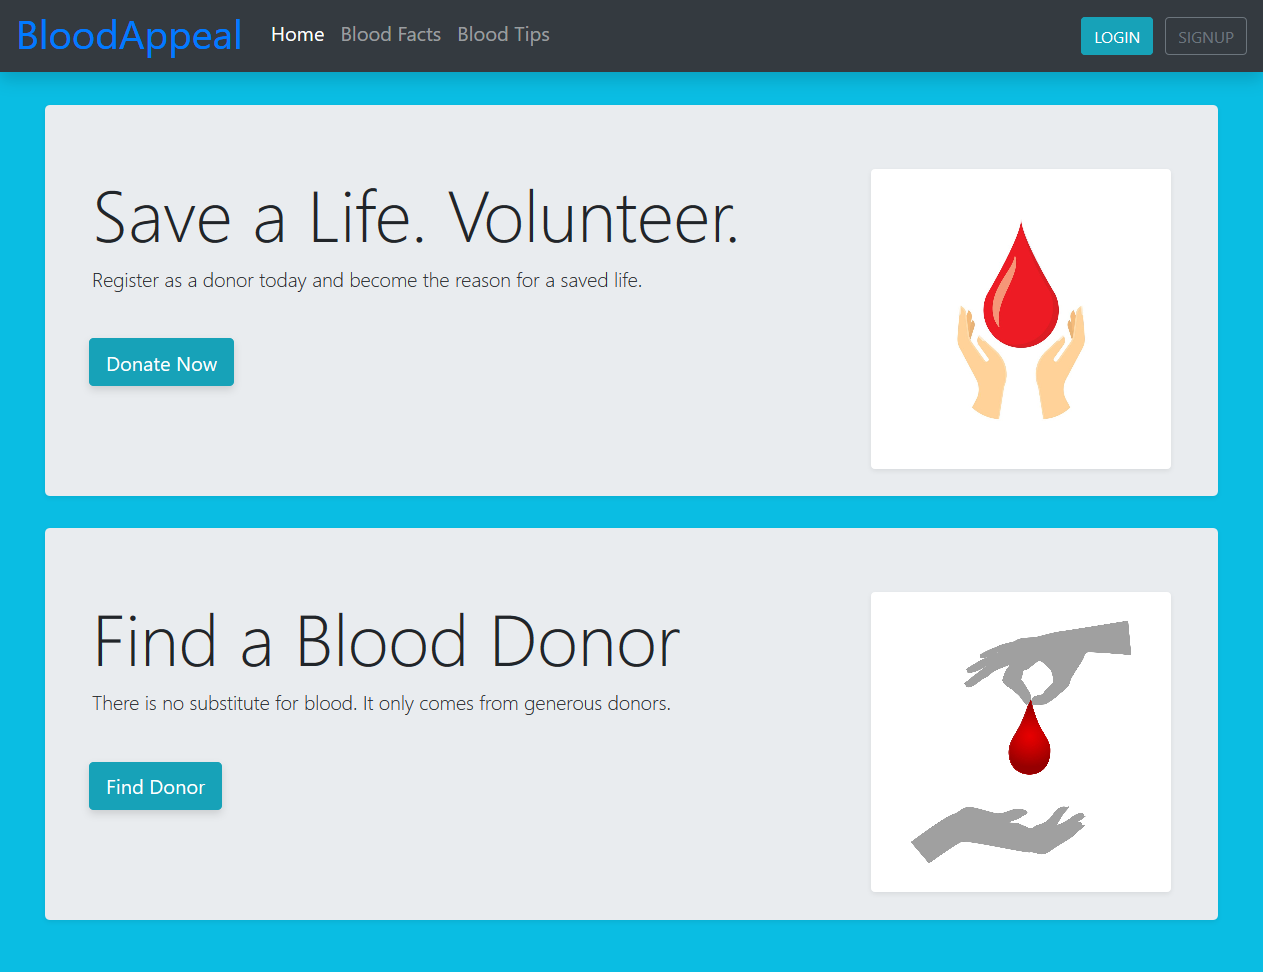 BloodAppeal Home Blood Facts Blood Tips LOGIN SIGNUP
Save a Life. Volunteer.
Register as a donor today and become the reason for a saved life.
Donate Now
Find a Blood Donor
There is no substitute for blood. It only comes from generous donors.
Find Donor